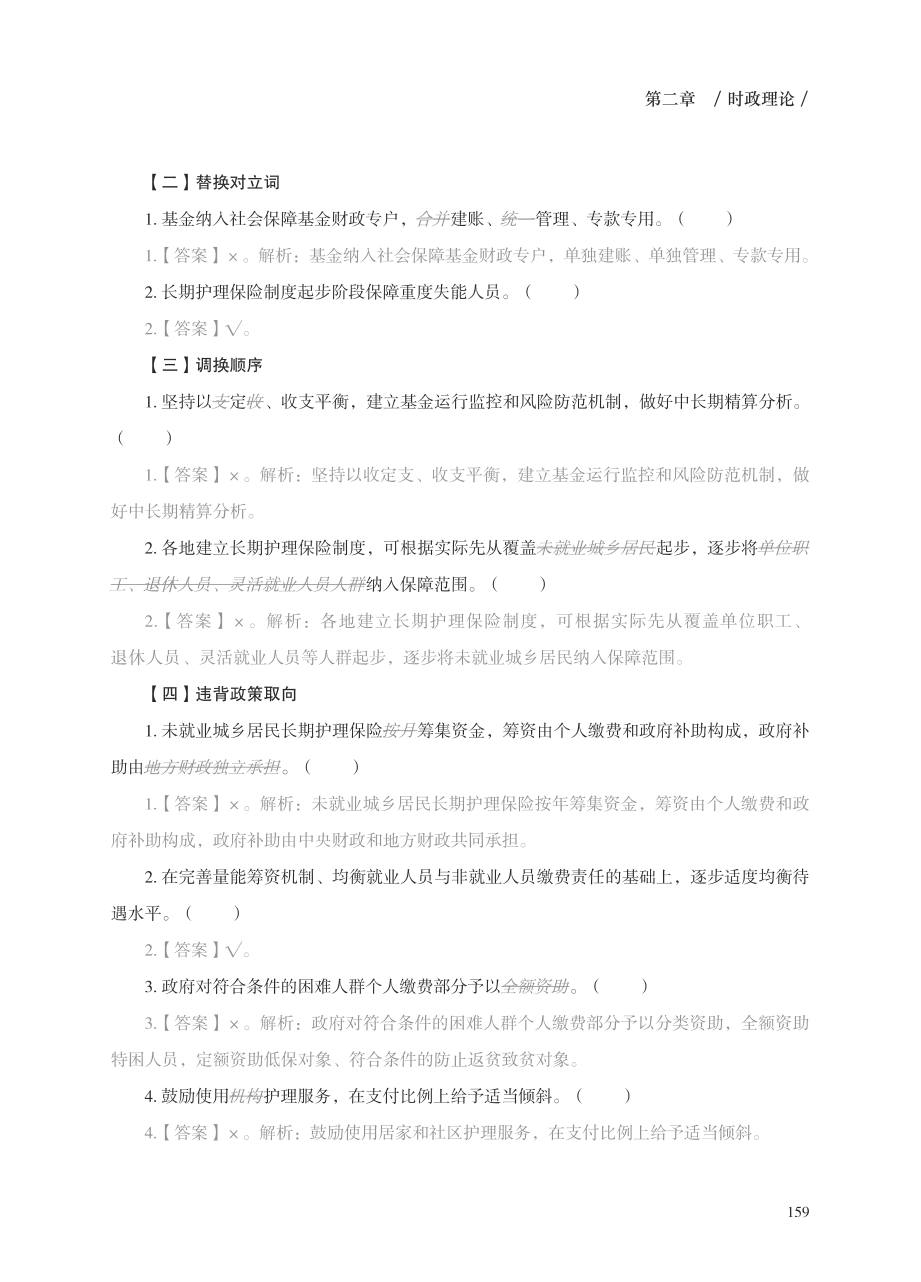 第二章 / 时政理论 /
【二】替换对立词
1. 基金纳入社会保障基金财政专户，合并建账、统一管理、专款专用。（  ）
1.【答案】×。解析：基金纳入社会保障基金财政专户，单独建账、单独管理、专款专用。
2. 长期护理保险制度起步阶段保障重度失能人员。（  ）
2.【答案】√。
【三】调换顺序
1. 坚持以支定收、收支平衡，建立基金运行监控和风险防范机制，做好中长期精算分析。
（  ）
1.【答案】×。解析：坚持以收定支、收支平衡，建立基金运行监控和风险防范机制，做
好中长期精算分析。
2. 各地建立长期护理保险制度，可根据实际先从覆盖未就业城乡居民起步，逐步将单位职
工、退休人员、灵活就业人员人群纳入保障范围。（  ）
2.【答案】×。解析：各地建立长期护理保险制度，可根据实际先从覆盖单位职工、
退休人员、灵活就业人员等人群起步，逐步将未就业城乡居民纳入保障范围。
【四】违背政策取向
1. 未就业城乡居民长期护理保险按月筹集资金，筹资由个人缴费和政府补助构成，政府补
助由地方财政独立承担。（  ）
1.【答案】×。解析：未就业城乡居民长期护理保险按年筹集资金，筹资由个人缴费和政
府补助构成，政府补助由中央财政和地方财政共同承担。
2. 在完善量能筹资机制、均衡就业人员与非就业人员缴费责任的基础上，逐步适度均衡待
遇水平。（  ）
2.【答案】√。
3. 政府对符合条件的困难人群个人缴费部分予以全额资助。（  ）
3.【答案】×。解析：政府对符合条件的困难人群个人缴费部分予以分类资助，全额资助
特困人员，定额资助低保对象、符合条件的防止返贫致贫对象。
4. 鼓励使用机构护理服务，在支付比例上给予适当倾斜。（  ）
4.【答案】×。解析：鼓励使用居家和社区护理服务，在支付比例上给予适当倾斜。
159